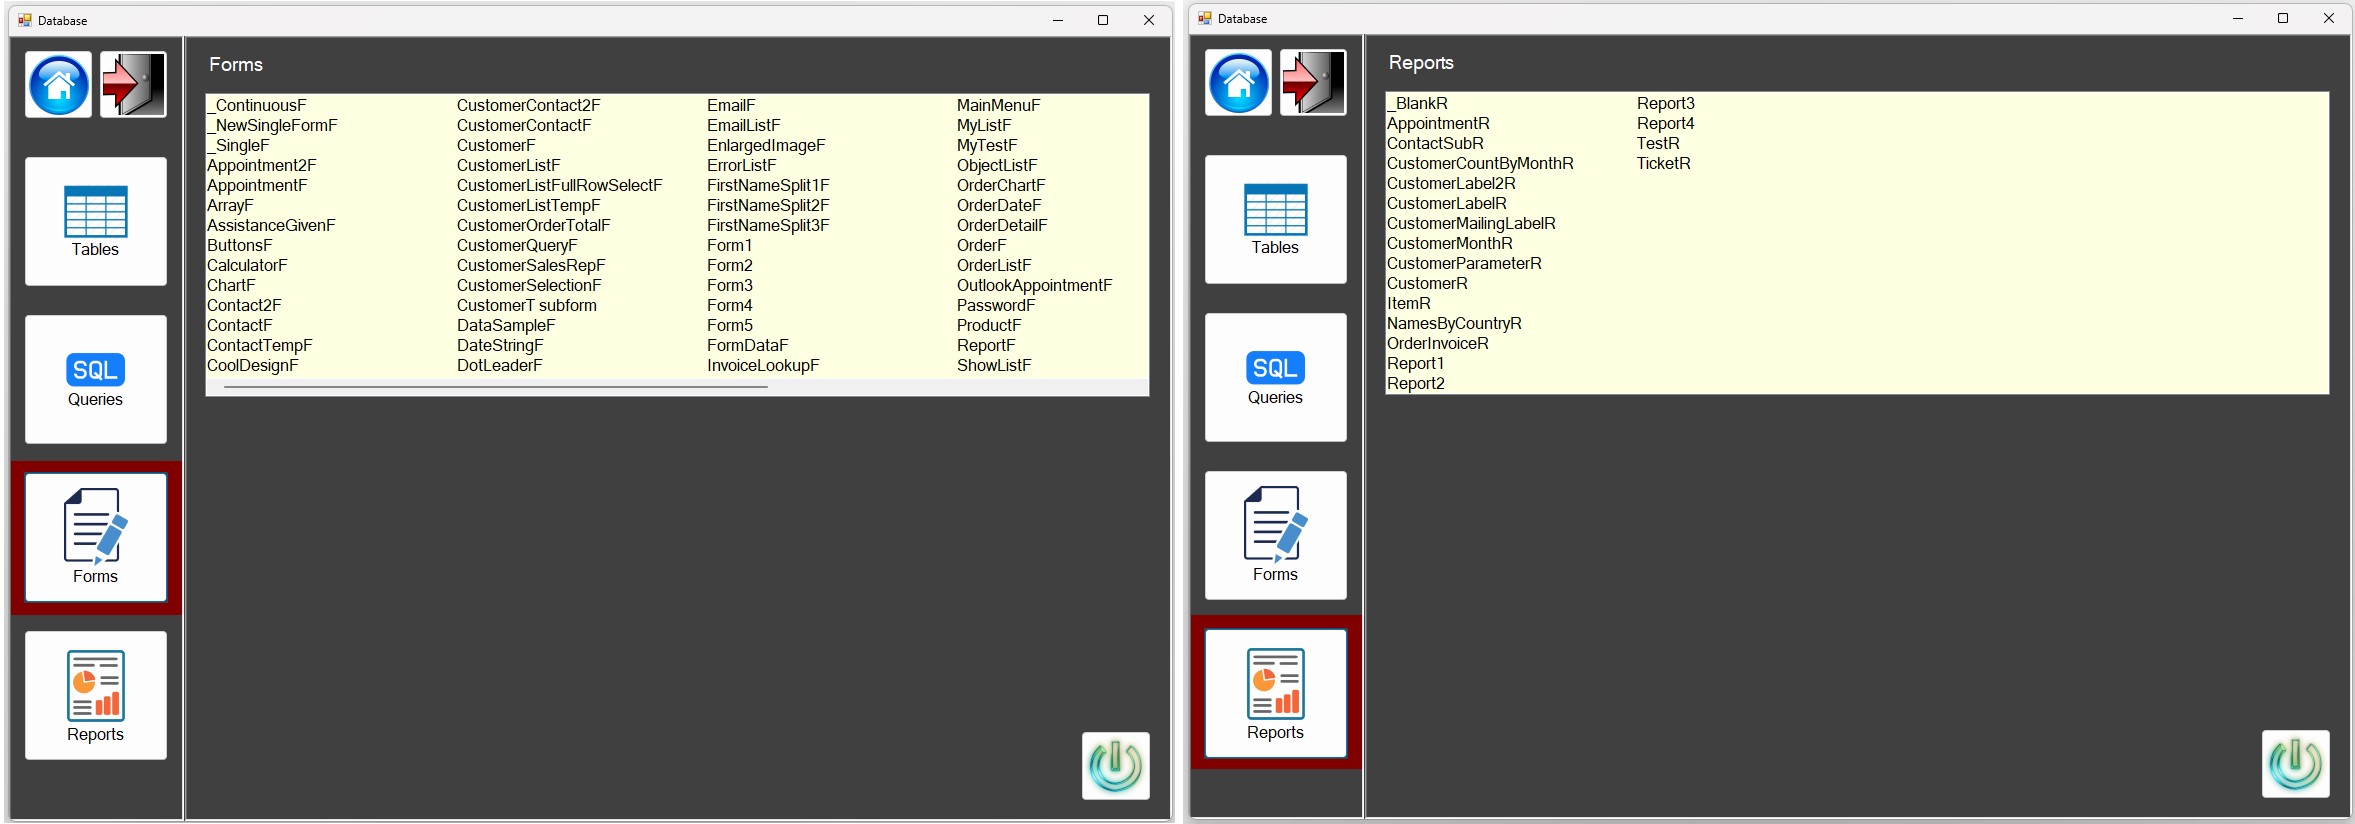 Database
Tables
SQL
Queries
Forms
Reports
Forms
_ContinuousF
_NewSingleFormF
_SingleF
Appointment2F
AppointmentF
ArrayF
AssistanceGivenF
ButtonsF
CalculatorF
ChartF
Contact2F
ContactF
ContactTempF
CoolDesignF
CustomerContact2F
CustomerContactF
CustomerF
CustomerListF
CustomerListFullRowSelectF
CustomerListTempF
CustomerOrderTotalF
CustomerQueryF
CustomerSalesRepF
CustomerSelectionF
CustomerT subform
DataSampleF
DateStringF
DotLeaderF
EmailF
EmailListF
EnlargedImageF
ErrorListF
FirstNameSplit1F
FirstNameSplit2F
FirstNameSplit3F
Form1
Form2
Form3
Form4
Form5
FormDataF
InvoiceLookupF
MainMenuF
MyListF
MyTestF
ObjectListF
OrderChartF
OrderDateF
OrderDetailF
OrderF
OrderListF
OutlookAppointmentF
PasswordF
ProductF
ReportF
ShowListF
Database
Tables
SQL
Queries
Forms
Reports
Reports
_BlankR
AppointmentR
ContactSubR
CustomerCountByMonthR
CustomerLabel2R
CustomerLabelR
CustomerMailingLabelR
CustomerMonthR
CustomerParameterR
CustomerR
ItemR
NamesByCountryR
OrderInvoiceR
Report1
Report2
Report3
Report4
TestR
TicketR